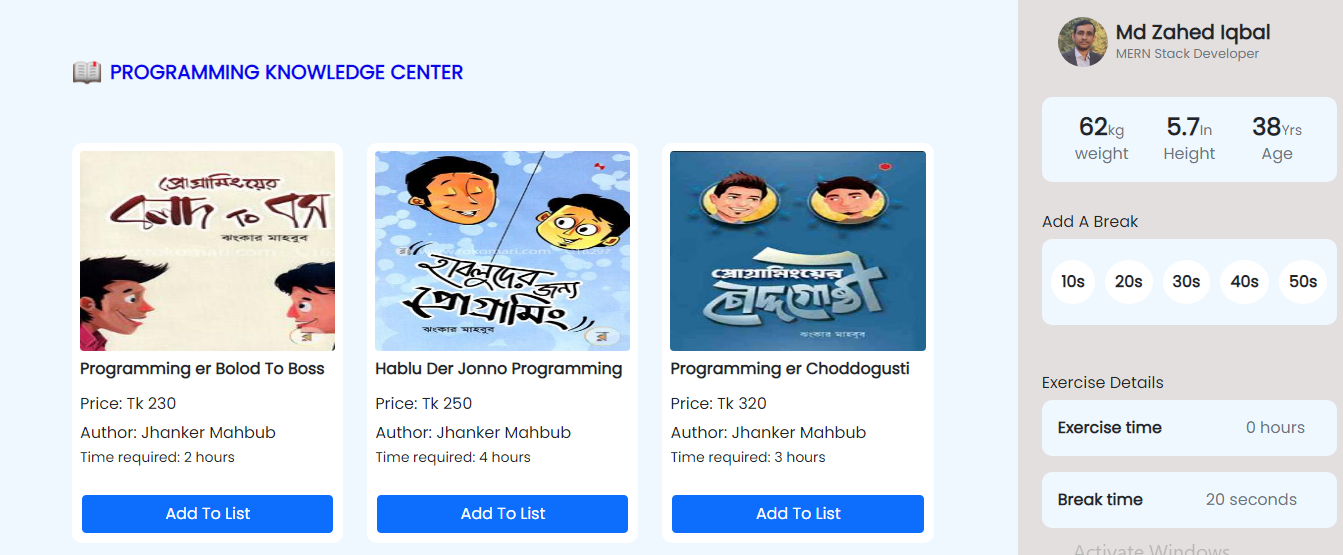 PROGRAMMING KNOWLEDGE CENTER
প্রোগ্রামিংয়ের
বলদ To বস
ঝংকার মাহবুব
Programming er Bolod To Boss
Price: Tk 230
Author: Jhanker Mahbub
Time required: 2 hours
Add To List
হাবলুদের জন্য
প্রোগ্রামিং
ঝংকার মাহবুব
Hablu Der Jonno Programming
Price: Tk 250
Author: Jhanker Mahbub
Time required: 4 hours
Add To List
প্রোগ্রামিংয়ের
চৌদ্দগোষ্ঠী
ঝংকার মাহবুব
Programming er Choddogusti
Price: Tk 320
Author: Jhanker Mahbub
Time required: 3 hours
Add To List
Md Zahed Iqbal
MERN Stack Developer
62kg 5.7In 38Yrs
weight Height Age
Add A Break
10s 20s 30s 40s 50s
Exercise Details
Exercise time 0 hours
Break time 20 seconds
Activate Windows